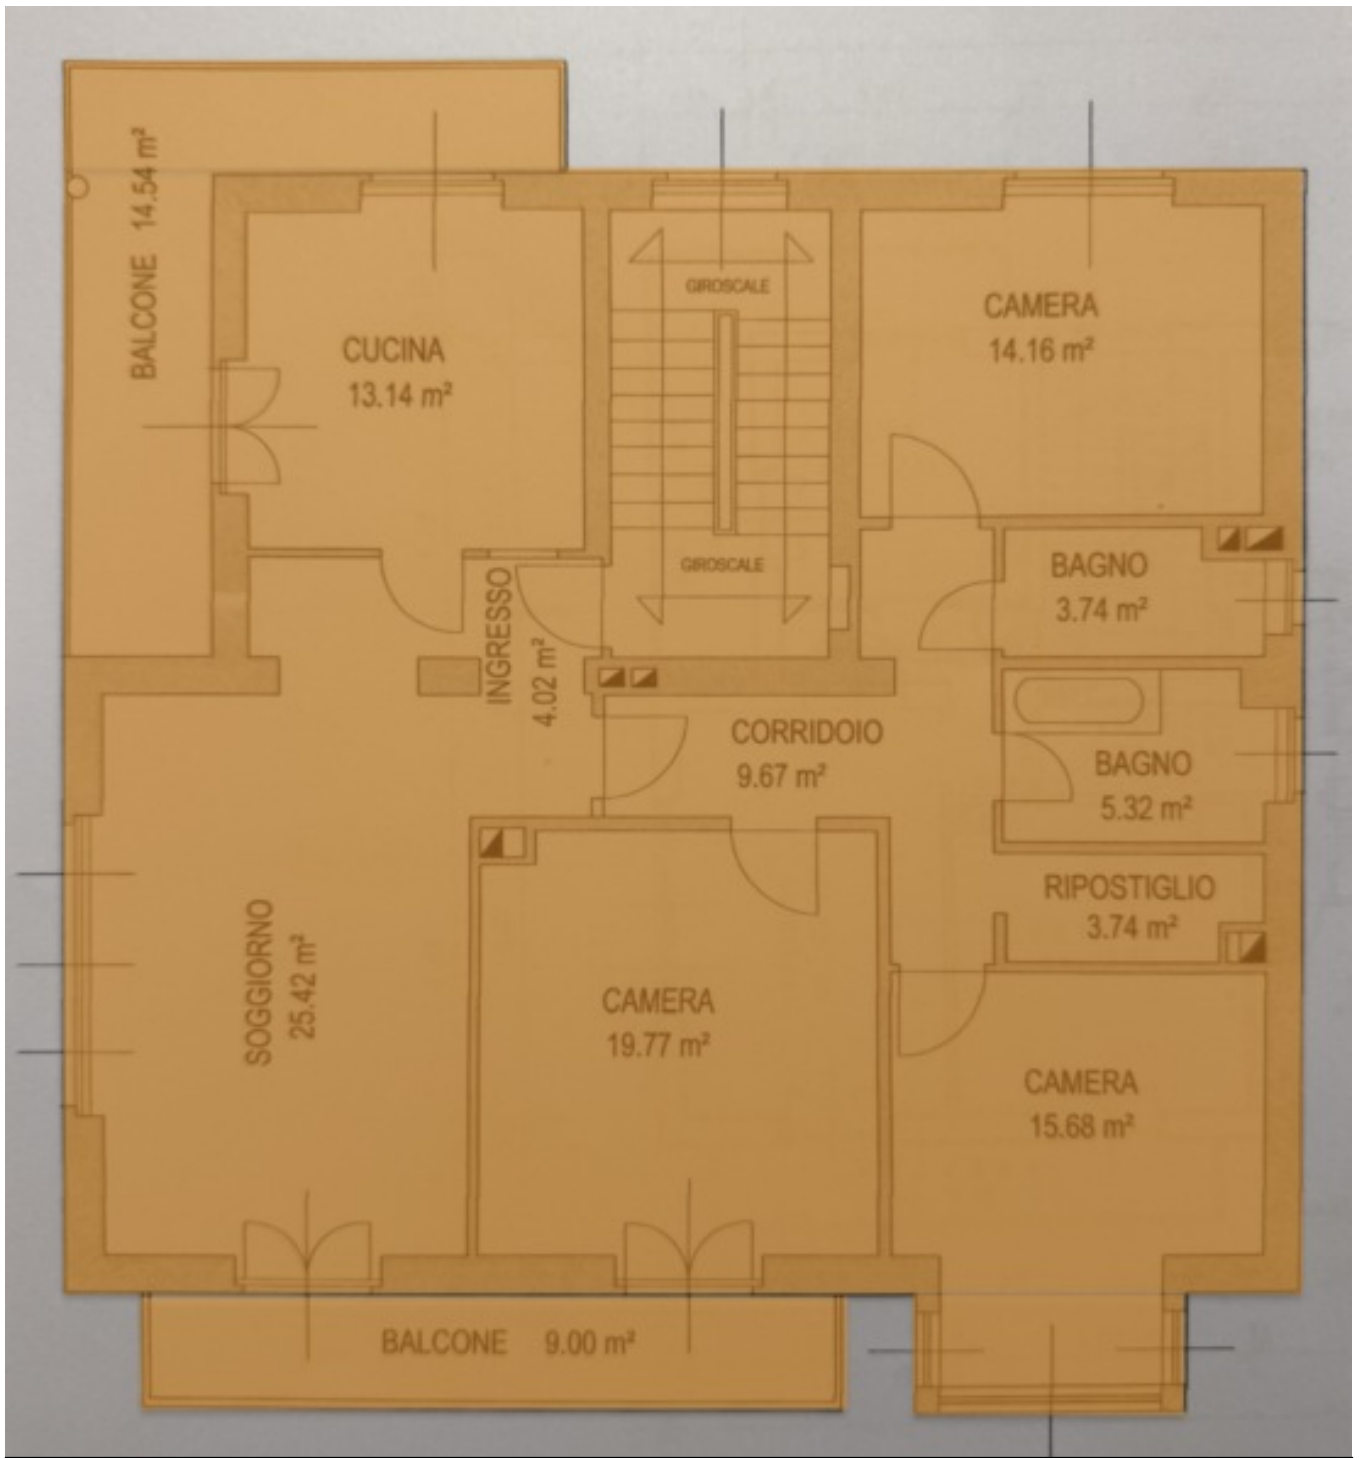 BALCONE 14.54 m²
CUCINA
13.14 m²
GIROSCALE
GIROSCALE
CAMERA
14.16 m²
BAGNO
3.74 m²
INGRESSO
4.02 m²
CORRIDOIO
9.67 m²
BAGNO
5.32 m²
RIPOSTIGLIO
3.74 m²
SOGGIORNO
25.42 m²
CAMERA
19.77 m²
CAMERA
15.68 m²
BALCONE 9.00 m²